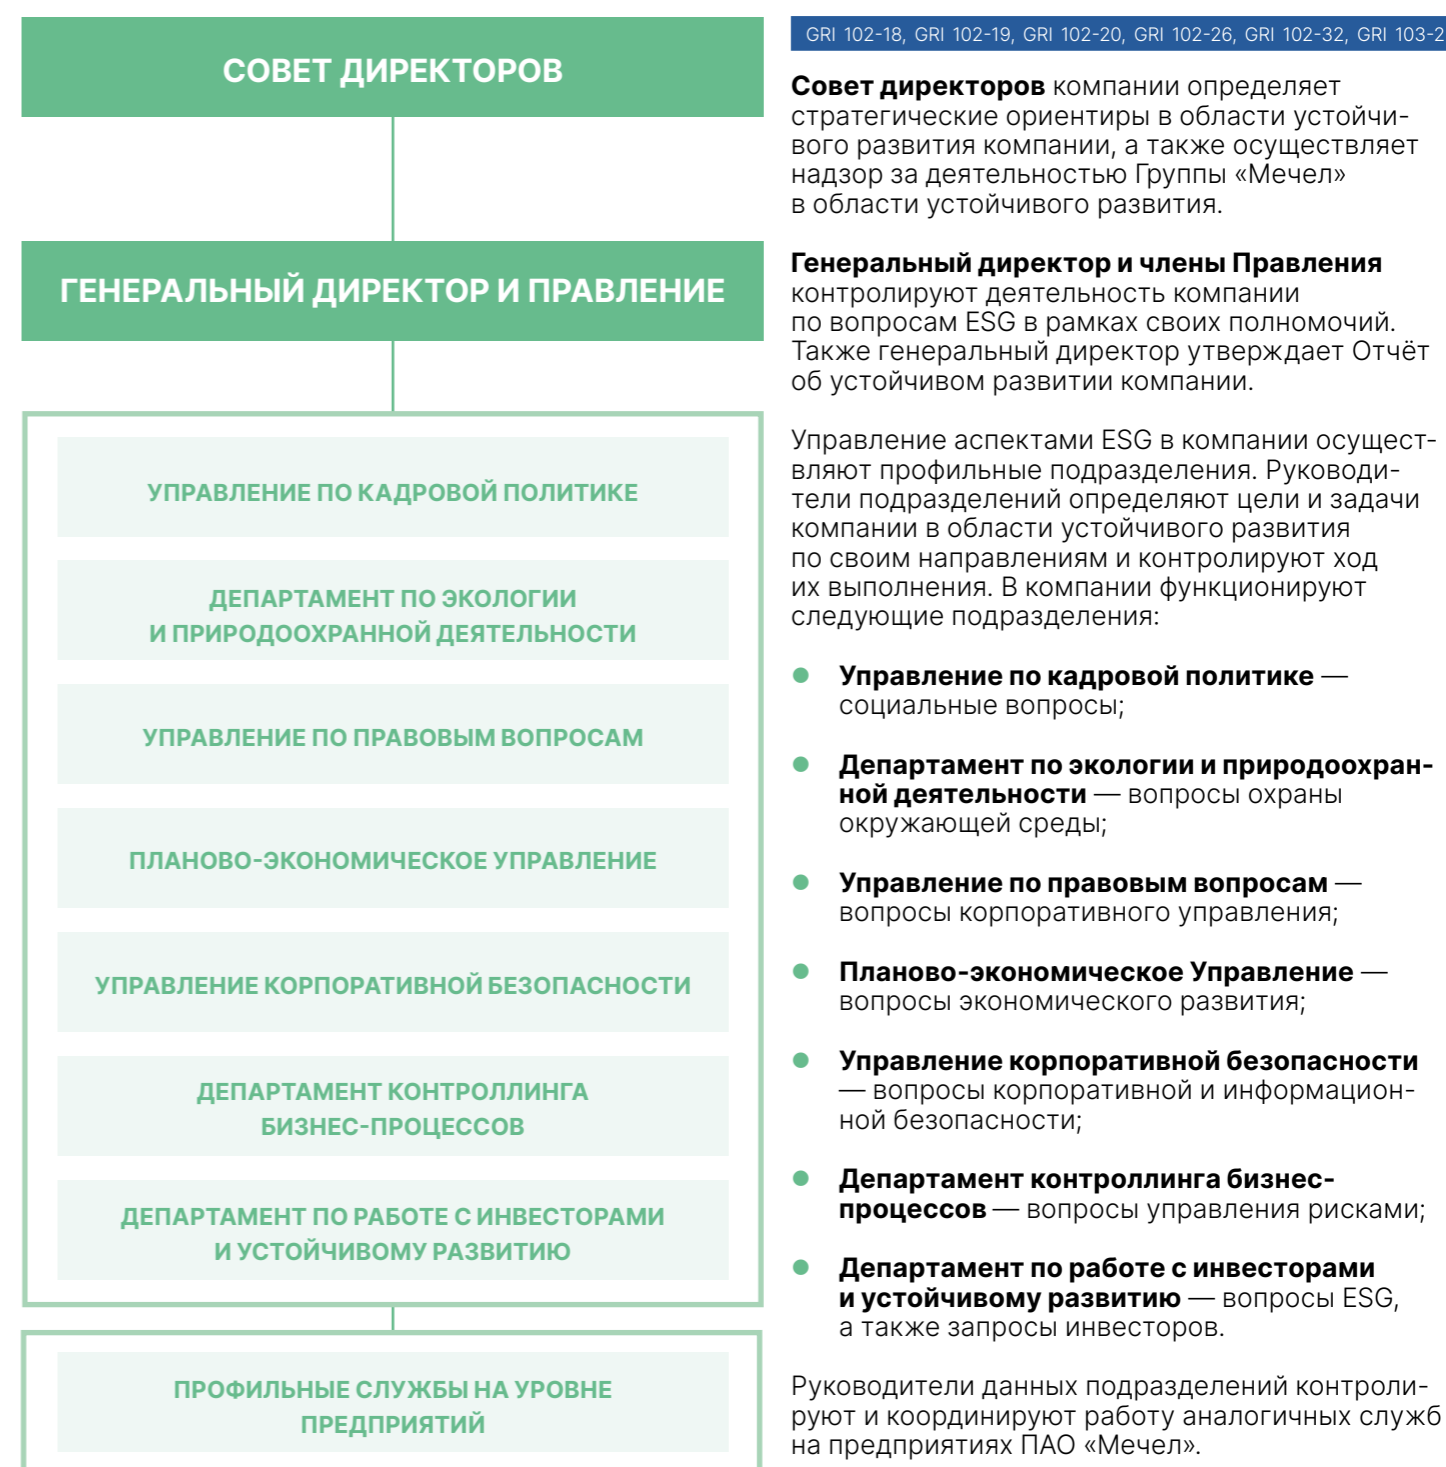 СОВЕТ ДИРЕКТОРОВ
ГЕНЕРАЛЬНЫЙ ДИРЕКТОР И ПРАВЛЕНИЕ
УПРАВЛЕНИЕ ПО КАДРОВОЙ ПОЛИТИКЕ
ДЕПАРТАМЕНТ ПО ЭКОЛОГИИ
И ПРИРОДООХРАННОЙ ДЕЯТЕЛЬНОСТИ
УПРАВЛЕНИЕ ПО ПРАВОВЫМ ВОПРОСАМ
ПЛАНОВО-ЭКОНОМИЧЕСКОЕ УПРАВЛЕНИЕ
УПРАВЛЕНИЕ КОРПОРАТИВНОЙ БЕЗОПАСНОСТИ
ДЕПАРТАМЕНТ КОНТРОЛЛИНГА
БИЗНЕС-ПРОЦЕССОВ
ДЕПАРТАМЕНТ ПО РАБОТЕ С ИНВЕСТОРАМИ
И УСТОЙЧИВОМУ РАЗВИТИЮ
ПРОФИЛЬНЫЕ СЛУЖБЫ НА УРОВНЕ
ПРЕДПРИЯТИЙ
GRI 102-18, GRI 102-19, GRI 102-20, GRI 102-26, GRI 102-32, GRI 103-2
Совет директоров компании определяет
стратегические ориентиры в области устойчи-
вого развития компании, а также осуществляет
надзор за деятельностью Группы «Мечел»
в области устойчивого развития.
Генеральный директор и члены Правления
контролируют деятельность компании
по вопросам ESG в рамках своих полномочий.
Также генеральный директор утверждает Отчёт
об устойчивом развитии компании.
Управление аспектами ESG в компании осущест-
вляют профильные подразделения. Руководи-
тели подразделений определяют цели и задачи
компании в области устойчивого развития
по своим направлениям и контролируют ход
их выполнения. В компании функционируют
следующие подразделения:
● Управление по кадровой политике —
социальные вопросы;
● Департамент по экологии и природоохран-
ной деятельности — вопросы охраны
окружающей среды;
● Управление по правовым вопросам —
вопросы корпоративного управления;
● Планово-экономическое Управление —
вопросы экономического развития;
● Управление корпоративной безопасности
— вопросы корпоративной и информацион-
ной безопасности;
● Департамент контроллинга бизнес-
процессов — вопросы управления рисками;
● Департамент по работе с инвесторами
и устойчивому развитию — вопросы ESG,
а также запросы инвесторов.
Руководители данных подразделений контроли-
руют и координируют работу аналогичных служб
на предприятиях ПАО «Мечел».